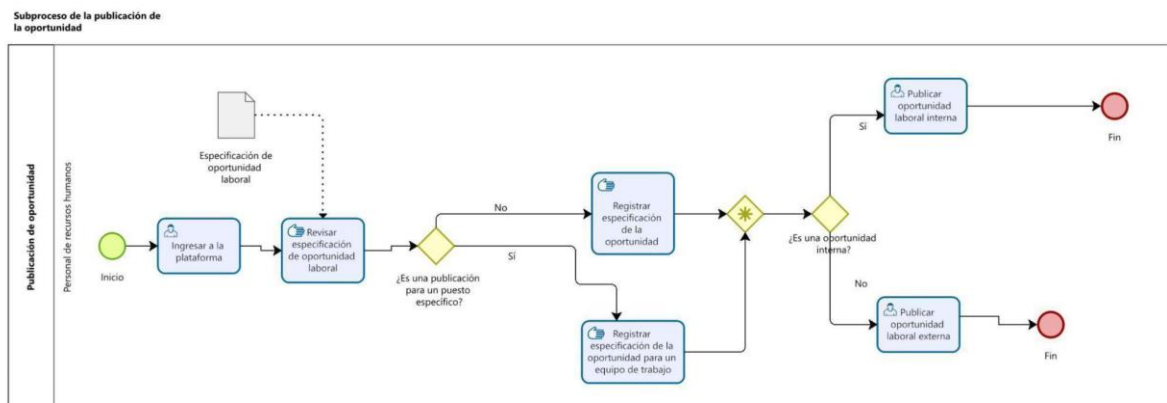 Subproceso de la publicación de
la oportunidad
Publicación de oportunidad
Personal de recursos humanos
Inicio
Ingresar a la
plataforma
Especificación de
oportunidad
laboral
Revisar
especificación
de oportunidad
laboral
¿Es una publicación
para un puesto
específico?
No
Sí
Registrar
especificación
de la
oportunidad
Registrar
especificación de la
oportunidad para un
equipo de trabajo
¿Es una oportunidad
interna?
Sí
No
Publicar
oportunidad
laboral interna
Fin
Publicar
oportunidad
laboral externa
Fin